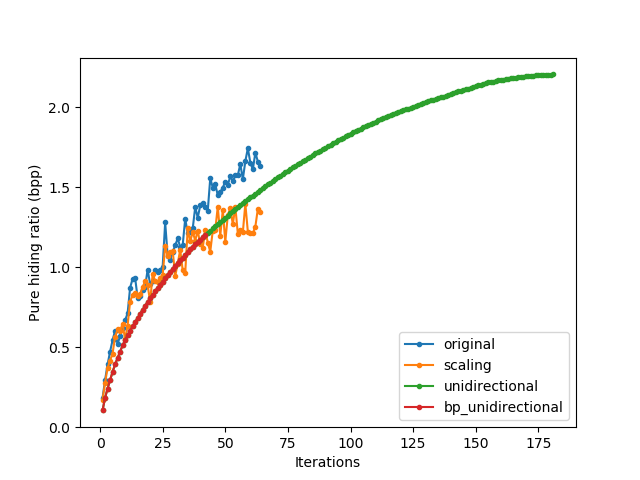 2.0
1.5
1.0
0.5
0.0
Pure hiding ratio (bpp)
original
scaling
unidirectional
bp_unidirectional
0 25 50 75 100 125 150 175
Iterations